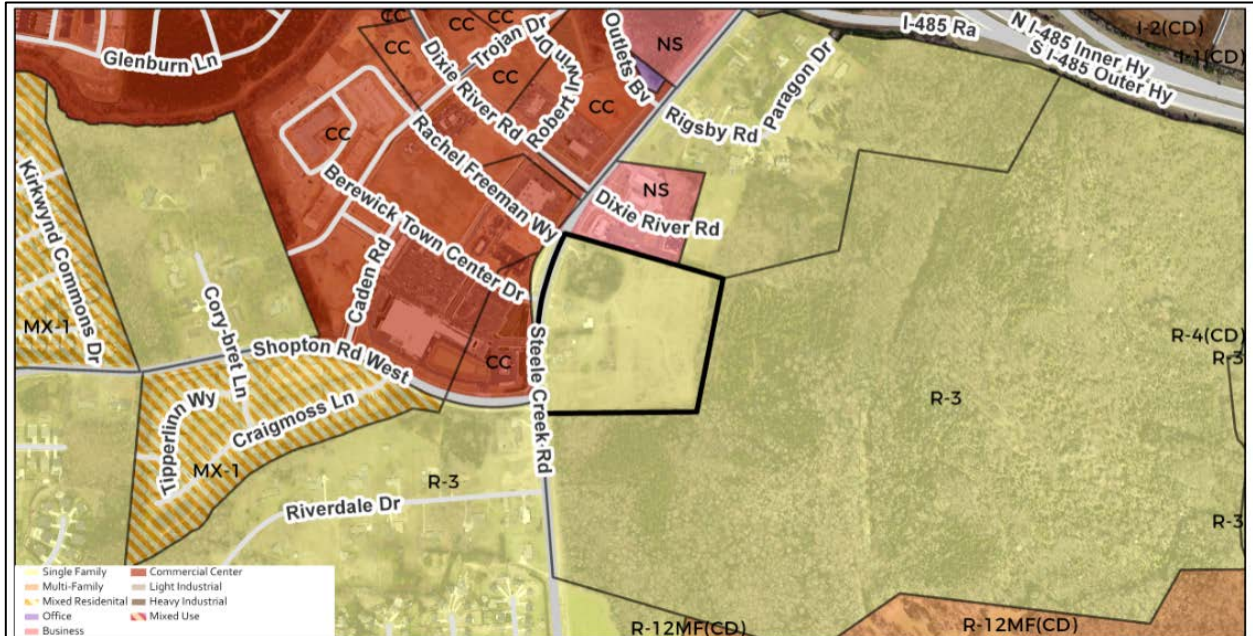 CC
CC
CC
NS
I-485 Ra
N I-485 Inner Hy
S I-485 Outer Hy
I-2(CD)
I-1(CD)
Glenburn Ln
Dixie River Rd
Trojan Dr
Robert Irwin Dr
Outlets Bv
CC
CC
Rigsby Rd
Paragon Dr
CC
Rachel Freeman Wy
Berewick Town Center Dr
NS
Dixie River Rd
Kirkwynd Commons Dr
Cory-bret Ln
Caden Rd
MX-1
Shopton Rd West
CC
Steele Creek Rd
R-4(CD)
R-3
R-3
Tipperlinn Wy
Craigmoss Ln
MX-1
R-3
Riverdale Dr
R-3
R-12MF(CD)
R-12MF(CD)
Single Family
Multi-Family
Mixed Residental
Office
Business
Commercial Center
Light Industrial
Heavy Industrial
Mixed Use